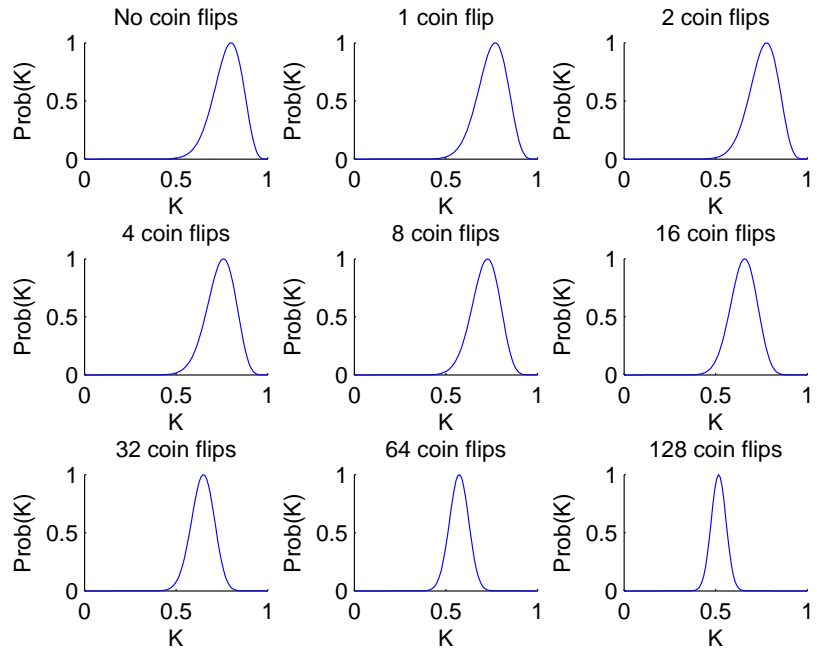 No coin flips
1 coin flip
2 coin flips
Prob(K)
1
0.5
0
0
0.5
1
K
Prob(K)
1
0.5
0
0
0.5
1
K
Prob(K)
1
0.5
0
0
0.5
1
K
4 coin flips
8 coin flips
16 coin flips
Prob(K)
1
0.5
0
0
0.5
1
K
Prob(K)
1
0.5
0
0
0.5
1
K
Prob(K)
1
0.5
0
0
0.5
1
K
32 coin flips
64 coin flips
128 coin flips
Prob(K)
1
0.5
0
0
0.5
1
K
Prob(K)
1
0.5
0
0
0.5
1
K
Prob(K)
1
0.5
0
0
0.5
1
K